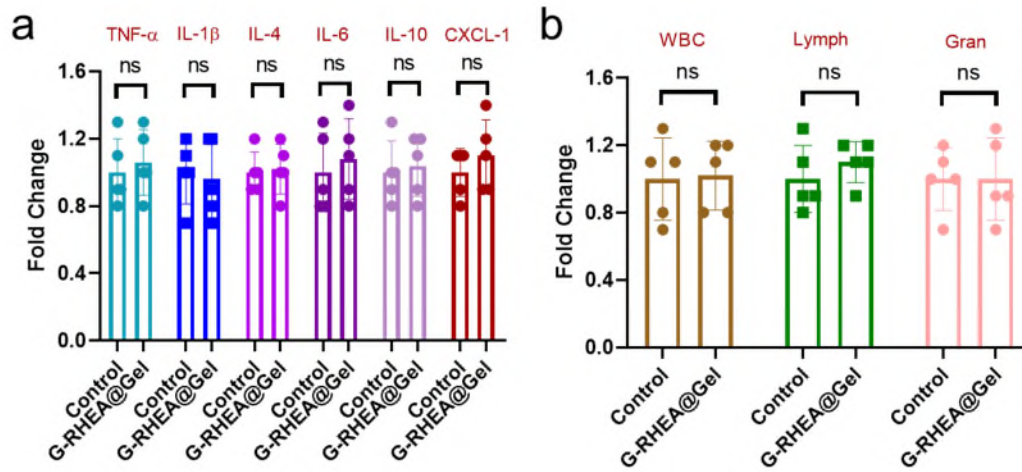 a
TNF-α IL-1β IL-4 IL-6 IL-10 CXCL-1
ns ns ns ns ns ns
1.6
1.2
0.8
0.4
0.0
Fold Change
Control
G-RHEA@Gel
Control
G-RHEA@Gel
Control
G-RHEA@Gel
Control
G-RHEA@Gel
Control
G-RHEA@Gel
Control
G-RHEA@Gel
b
WBC Lymph Gran
ns ns ns
1.6
1.2
0.8
0.4
0.0
Fold Change
Control
G-RHEA@Gel
Control
G-RHEA@Gel
Control
G-RHEA@Gel